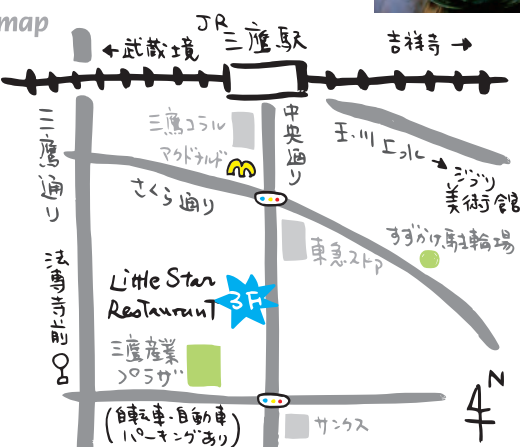 map
JR
三鷹駅
←武蔵境
吉祥寺→
三鷹通り
三鷹コラル
マクドナルド
中央通り
玉川上水
ジブリ
美術館
さくら通り
すずかけ駐輪場
東急ストア
法専寺前
Little Star
Restaurant
3F
三鷹産業
プラザ
(自転車・自動車
パーキングあり)
サンクス
N